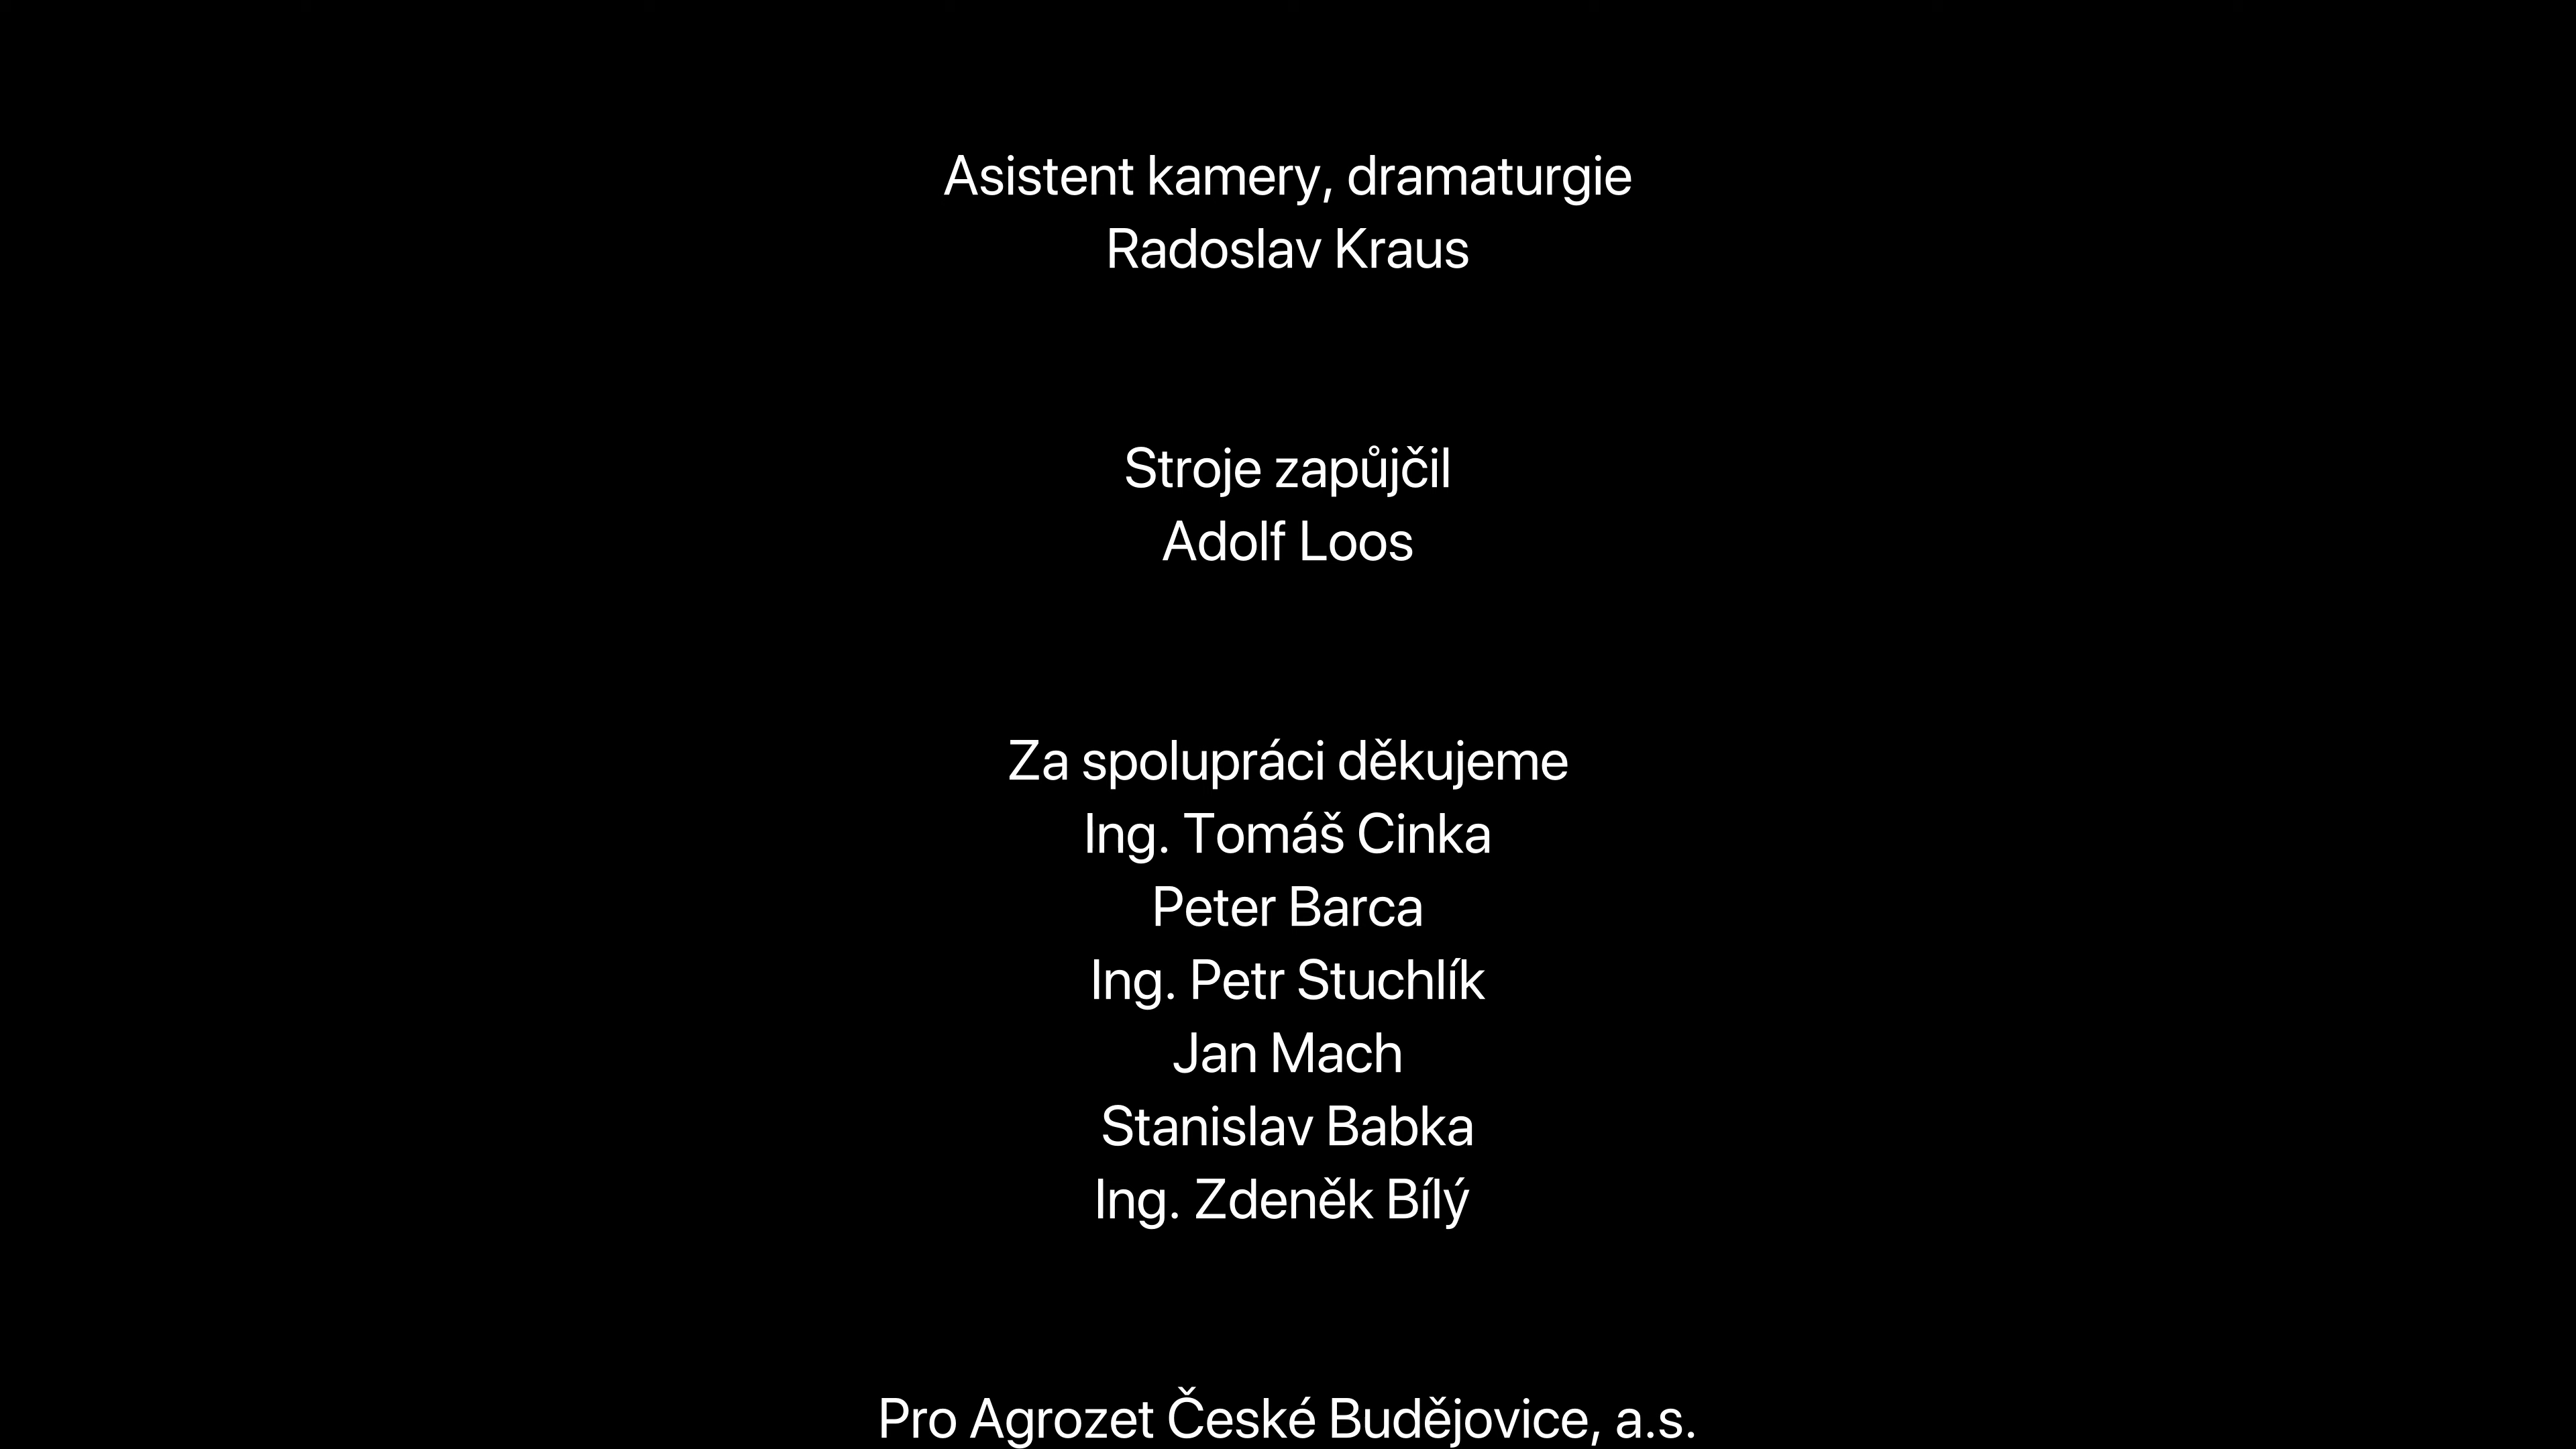 Asistent kamery, dramaturgie
Radoslav Kraus
Stroje zapůjčil
Adolf Loos
Za spolupráci děkujeme
Ing. Tomáš Cinka
Peter Barca
Ing. Petr Stuchlík
Jan Mach
Stanislav Babka
Ing. Zdeněk Bílý
Pro Agrozet České Budějovice, a.s.